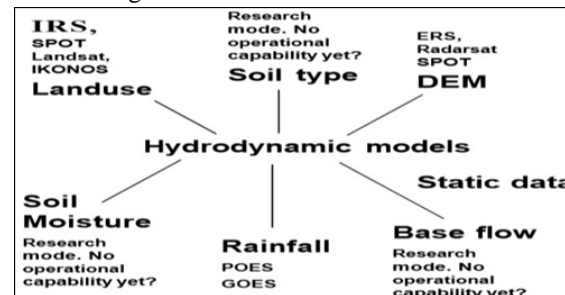 IRS,
SPOT
Landsat,
IKONOS
Landuse
Research
mode. No
operational
capability yet?
Soil type
ERS,
Radarsat
SPOT
DEM
Hydrodynamic models
Static data
Soil
Moisture
Research
mode. No
operational
capability yet?
Rainfall
POES
GOES
Base flow
Research
mode. No
operational
capability yet?